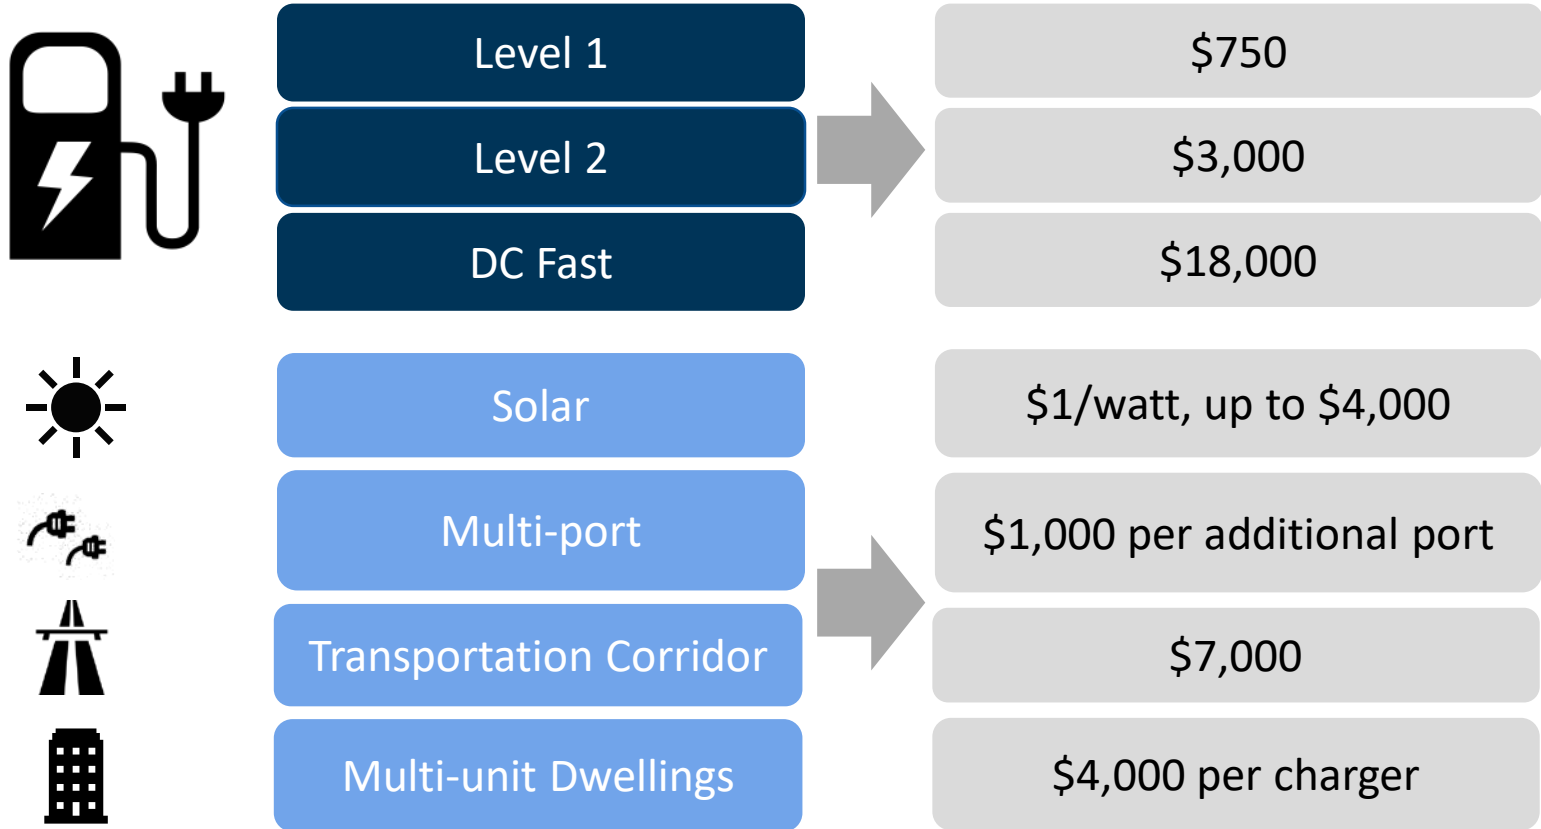 Level 1
$750
Level 2
$3,000
DC Fast
$18,000
Solar
$1/watt, up to $4,000
Multi-port
$1,000 per additional port
Transportation Corridor
$7,000
Multi-unit Dwellings
$4,000 per charger